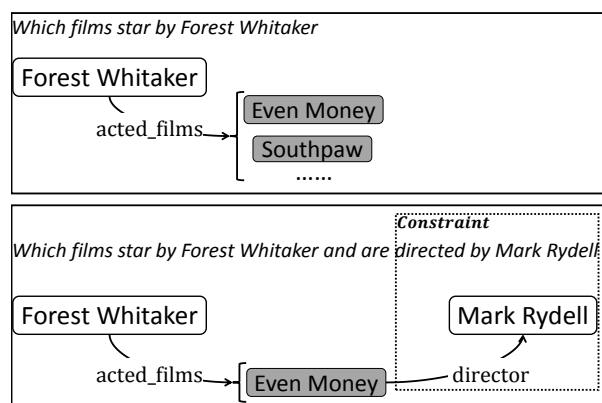 Which films star by Forest Whitaker
Forest Whitaker
Even Money
acted_films
Southpaw
......
Constraint
Which films star by Forest Whitaker and are directed by Mark Rydell
Forest Whitaker
Mark Rydell
acted_films
Even Money
director